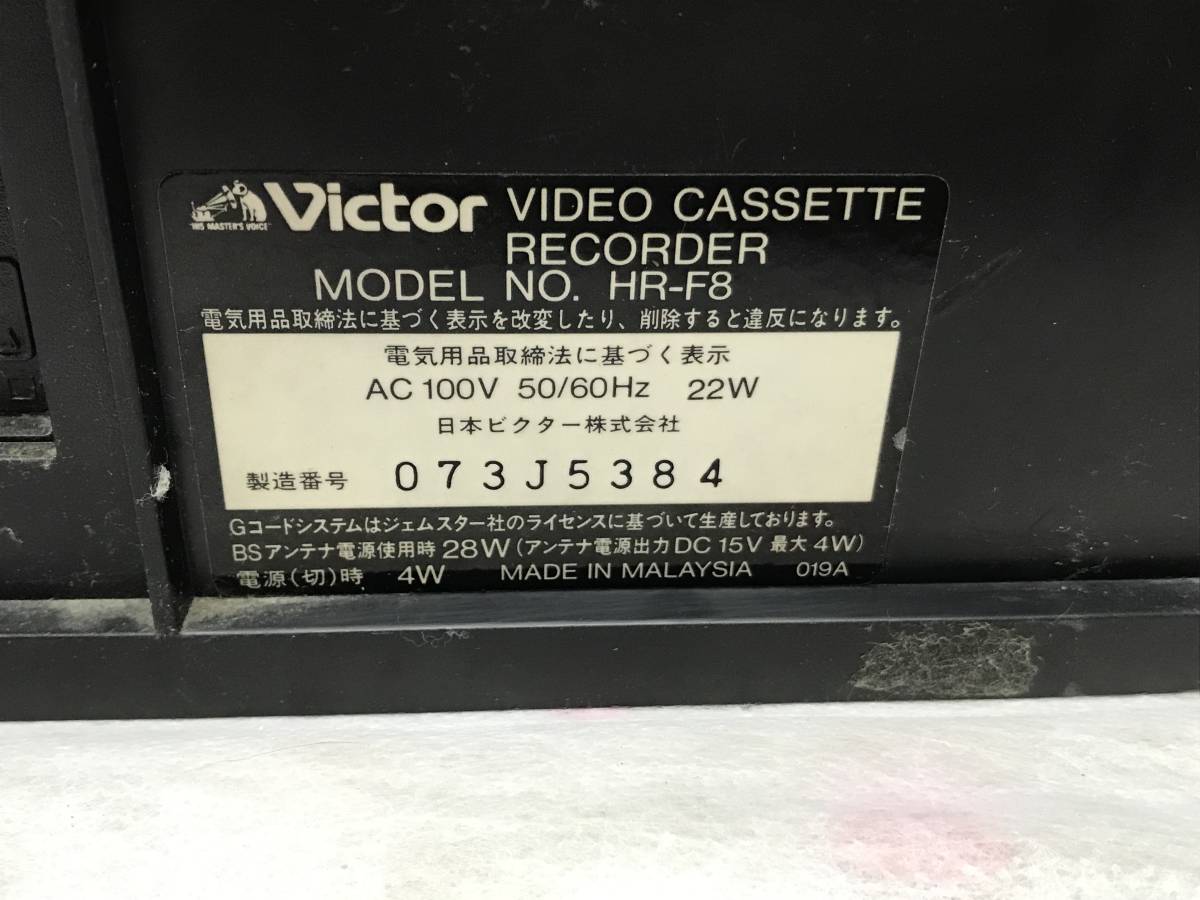 HIS MASTER'S VOICE
Victor VIDEO CASSETTE
RECORDER
MODEL NO. HR-F8
電気用品取締法に基づく表示を改変したり、削除すると違反になります。
電気用品取締法に基づく表示
AC 100V 50/60Hz 22W
日本ビクター株式会社
製造番号 073J5384
Gコードシステムはジェムスター社のライセンスに基づいて生産しております。
BSアンテナ電源使用時 28W (アンテナ電源出力 DC 15V 最大 4W)
電源(切)時 4W MADE IN MALAYSIA 019A